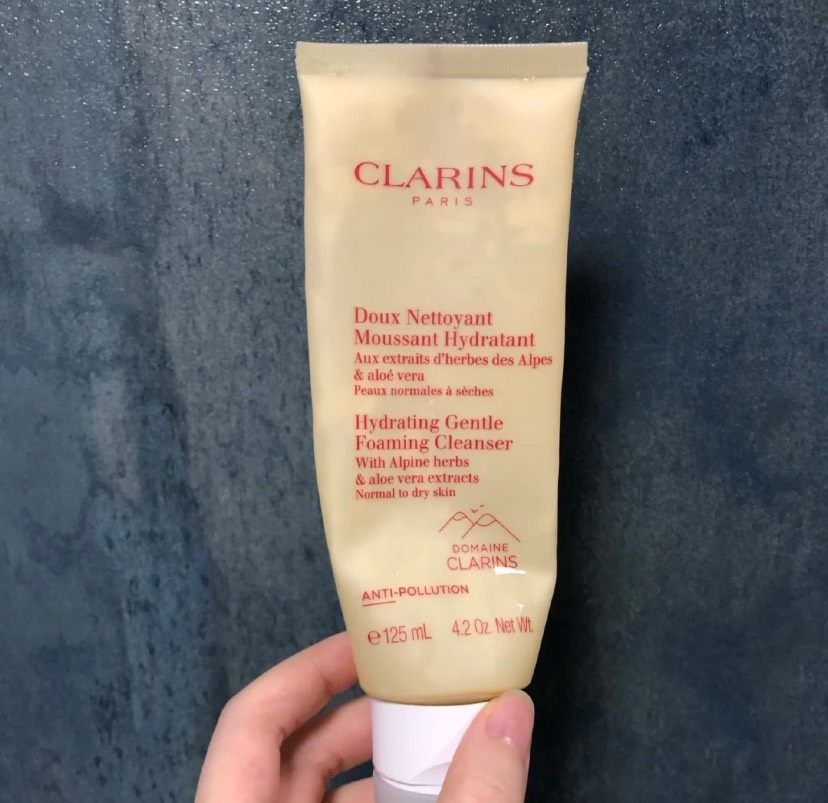 CLARINS
PARIS
Doux Nettoyant
Moussant Hydratant
Aux extraits d'herbes des Alpes
& aloé vera
Peaux normales à sèches
Hydrating Gentle
Foaming Cleanser
With Alpine herbs
& aloe vera extracts
Normal to dry skin
DOMAINE
CLARINS
ANTI-POLLUTION
℮125 mL 4.2 Oz. Net Wt.